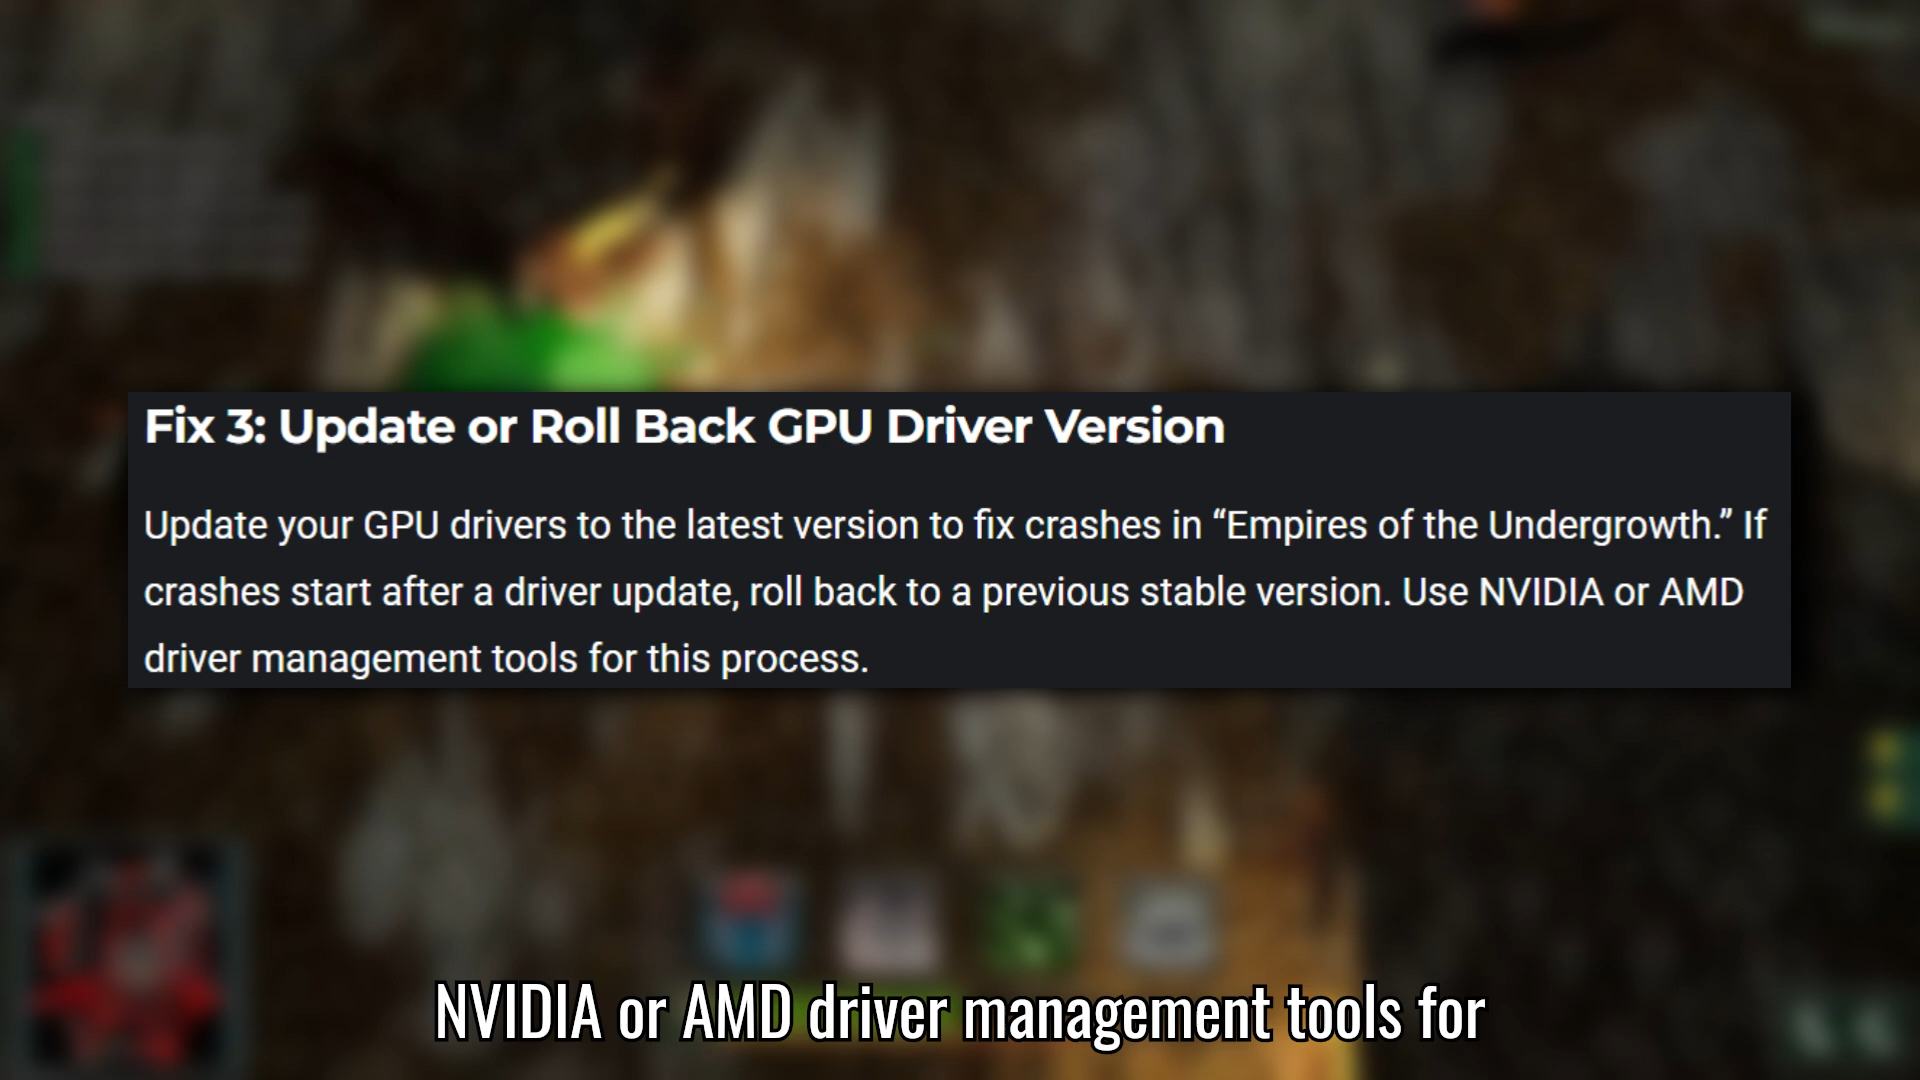 Fix 3: Update or Roll Back GPU Driver Version
Update your GPU drivers to the latest version to fix crashes in “Empires of the Undergrowth.” If
crashes start after a driver update, roll back to a previous stable version. Use NVIDIA or AMD
driver management tools for this process.
NVIDIA or AMD driver management tools for